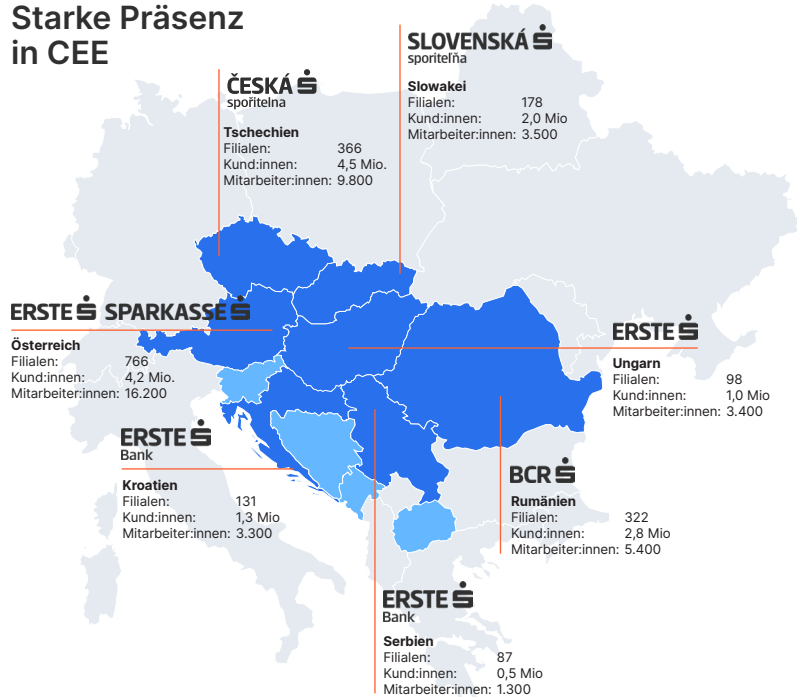 Starke Präsenz
in CEE
SLOVENSKÁ
sporiteľňa
Slowakei
Filialen: 178
Kund:innen: 2,0 Mio
Mitarbeiter:innen: 3.500
ČESKÁ
spořitelna
Tschechien
Filialen: 366
Kund:innen: 4,5 Mio.
Mitarbeiter:innen: 9.800
ERSTE SPARKASSE
Österreich
Filialen: 766
Kund:innen: 4,2 Mio.
Mitarbeiter:innen: 16.200
ERSTE
Ungarn
Filialen: 98
Kund:innen: 1,0 Mio
Mitarbeiter:innen: 3.400
ERSTE
Bank
Kroatien
Filialen: 131
Kund:innen: 1,3 Mio
Mitarbeiter:innen: 3.300
BCR
Rumänien
Filialen: 322
Kund:innen: 2,8 Mio
Mitarbeiter:innen: 5.400
ERSTE
Bank
Serbien
Filialen: 87
Kund:innen: 0,5 Mio
Mitarbeiter:innen: 1.300